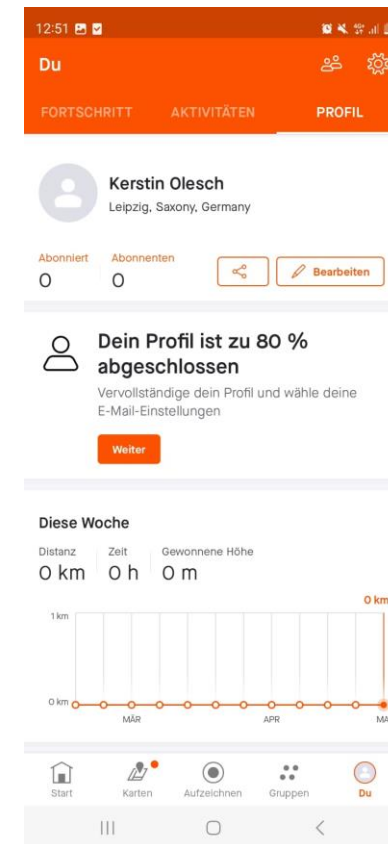 12:51
Du
FORTSCHRITT AKTIVITÄTEN PROFIL
Kerstin Olesch
Leipzig, Saxony, Germany
Abonniert Abonnenten
0 0
Bearbeiten
Dein Profil ist zu 80 %
abgeschlossen
Vervollständige dein Profil und wähle deine
E-Mail-Einstellungen
Weiter
Diese Woche
Distanz Zeit Gewonnene Höhe
0 km 0 h 0 m
0 km
1 km
0 km
MÄR APR MA
Start Karten Aufzeichnen Gruppen Du